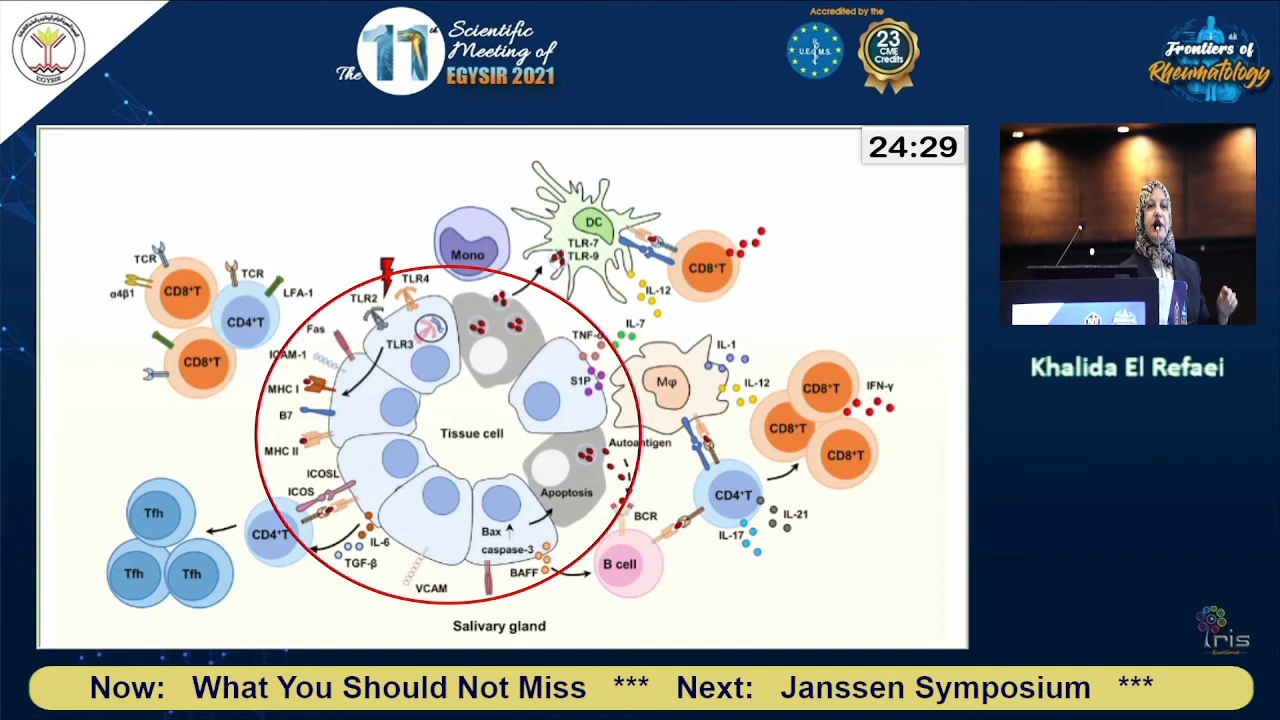 EGYSIR
The 11th
Scientific
Meeting of
EGYSIR 2021
Accredited by the
U.E.M.S.
23
CME
Credits
Frontiers of
Rheumatology
24:29
Mono
DC
TLR-7
TLR-9
CD8⁺T
IL-12
TCR
α4β1
CD8⁺T
TCR
LFA-1
CD4⁺T
CD8⁺T
TLR2
TLR4
TLR3
Fas
ICAM-1
MHC I
B7
MHC II
ICOSL
ICOS
TNF-α
IL-7
S1P
Mφ
IL-1
IL-12
CD8⁺T
CD8⁺T
CD8⁺T
IFN-γ
Tissue cell
Autoantigen
Apoptosis
CD4⁺T
IL-21
IL-17
BCR
B cell
Bax
caspase-3
BAFF
Tfh
Tfh
Tfh
CD4⁺T
IL-6
TGF-β
VCAM
Salivary gland
Khalida El Refaei
Iris
Now: What You Should Not Miss *** Next: Janssen Symposium ***